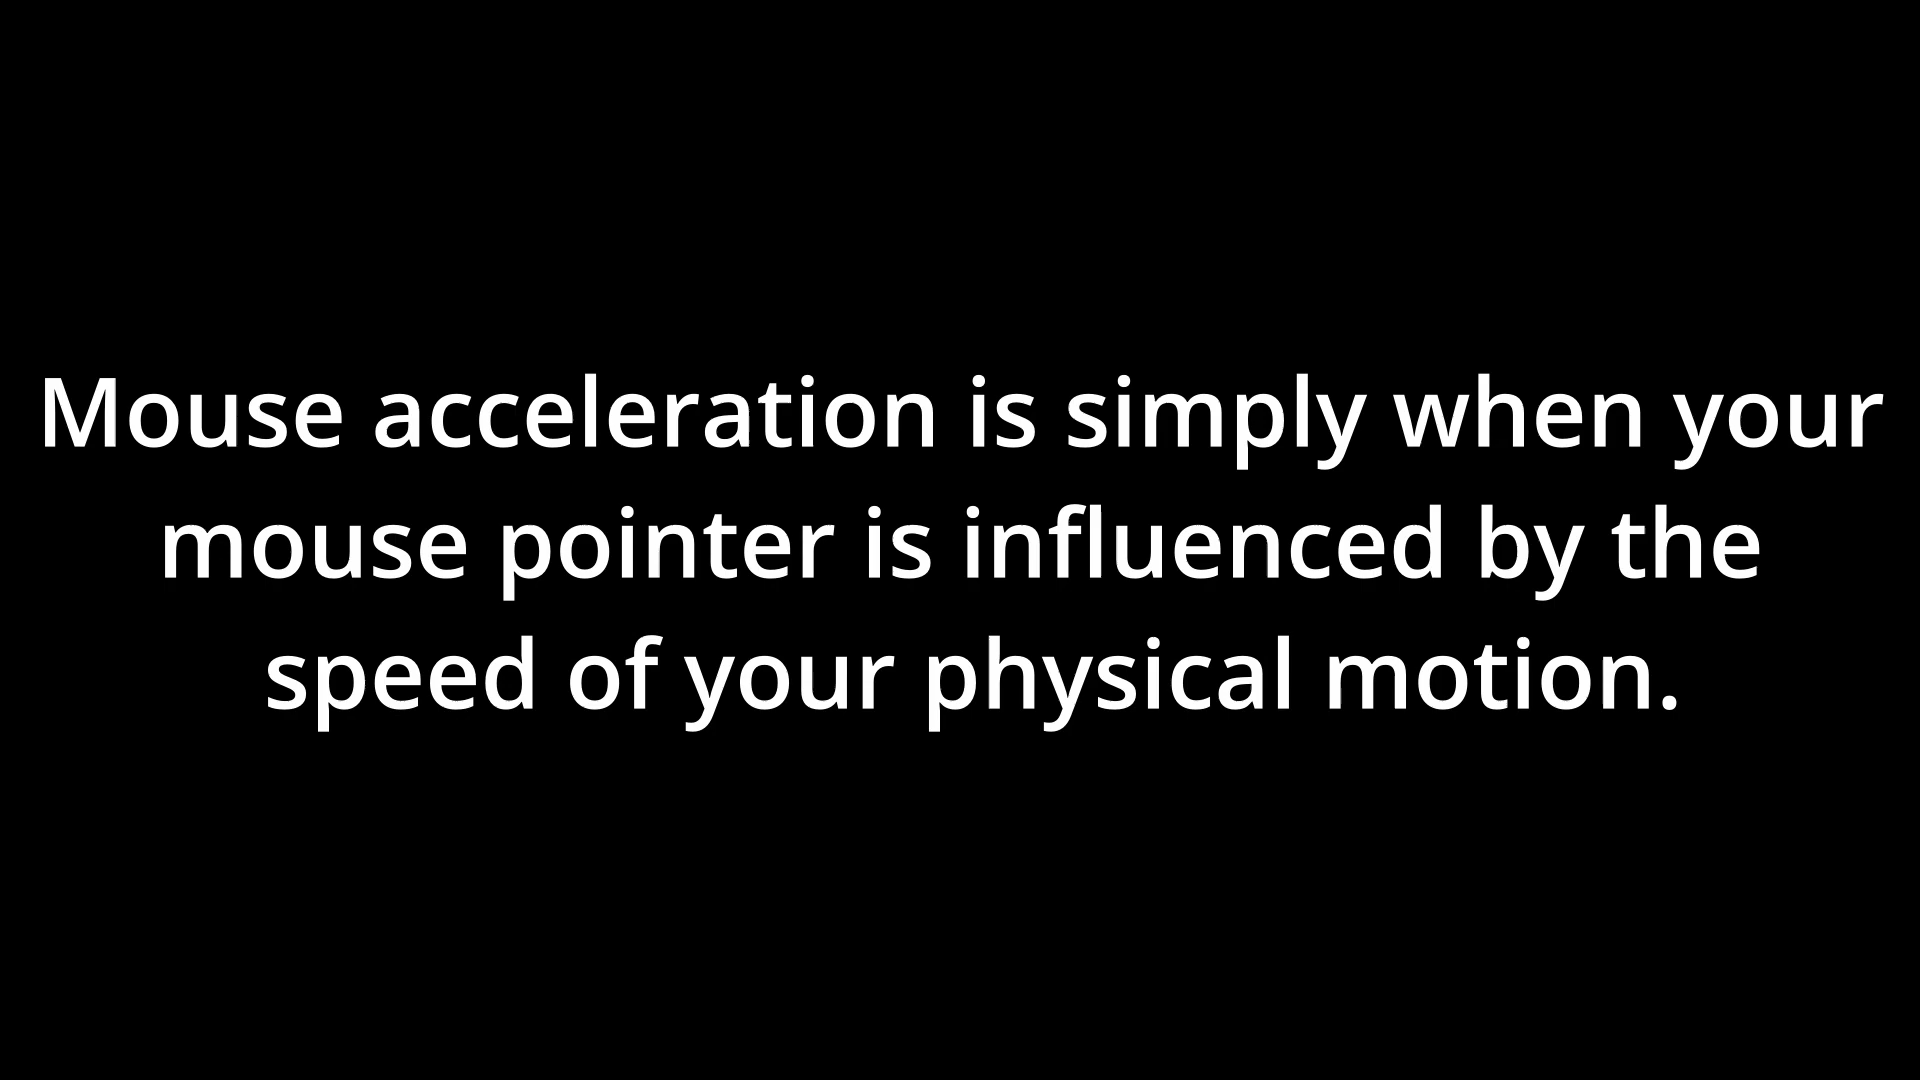 Mouse acceleration is simply when your
mouse pointer is influenced by the
speed of your physical motion.